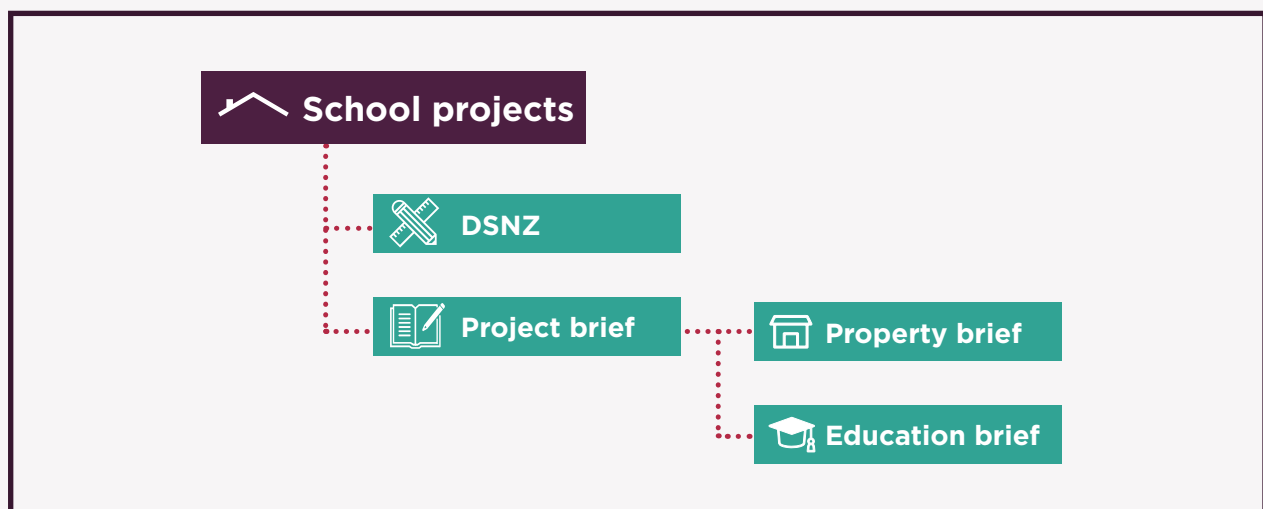 School projects
DSNZ
Project brief
Property brief
Education brief